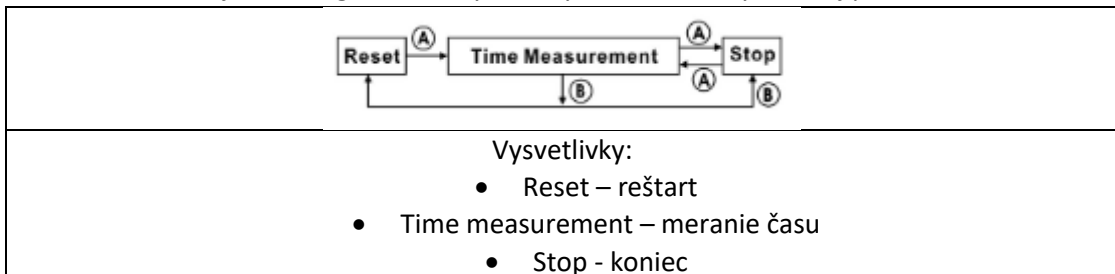 Reset Ⓐ Time Measurement Ⓐ Stop
Ⓐ
Ⓑ Ⓑ
Vysvetlivky:
• Reset – reštart
• Time measurement – meranie času
• Stop - koniec